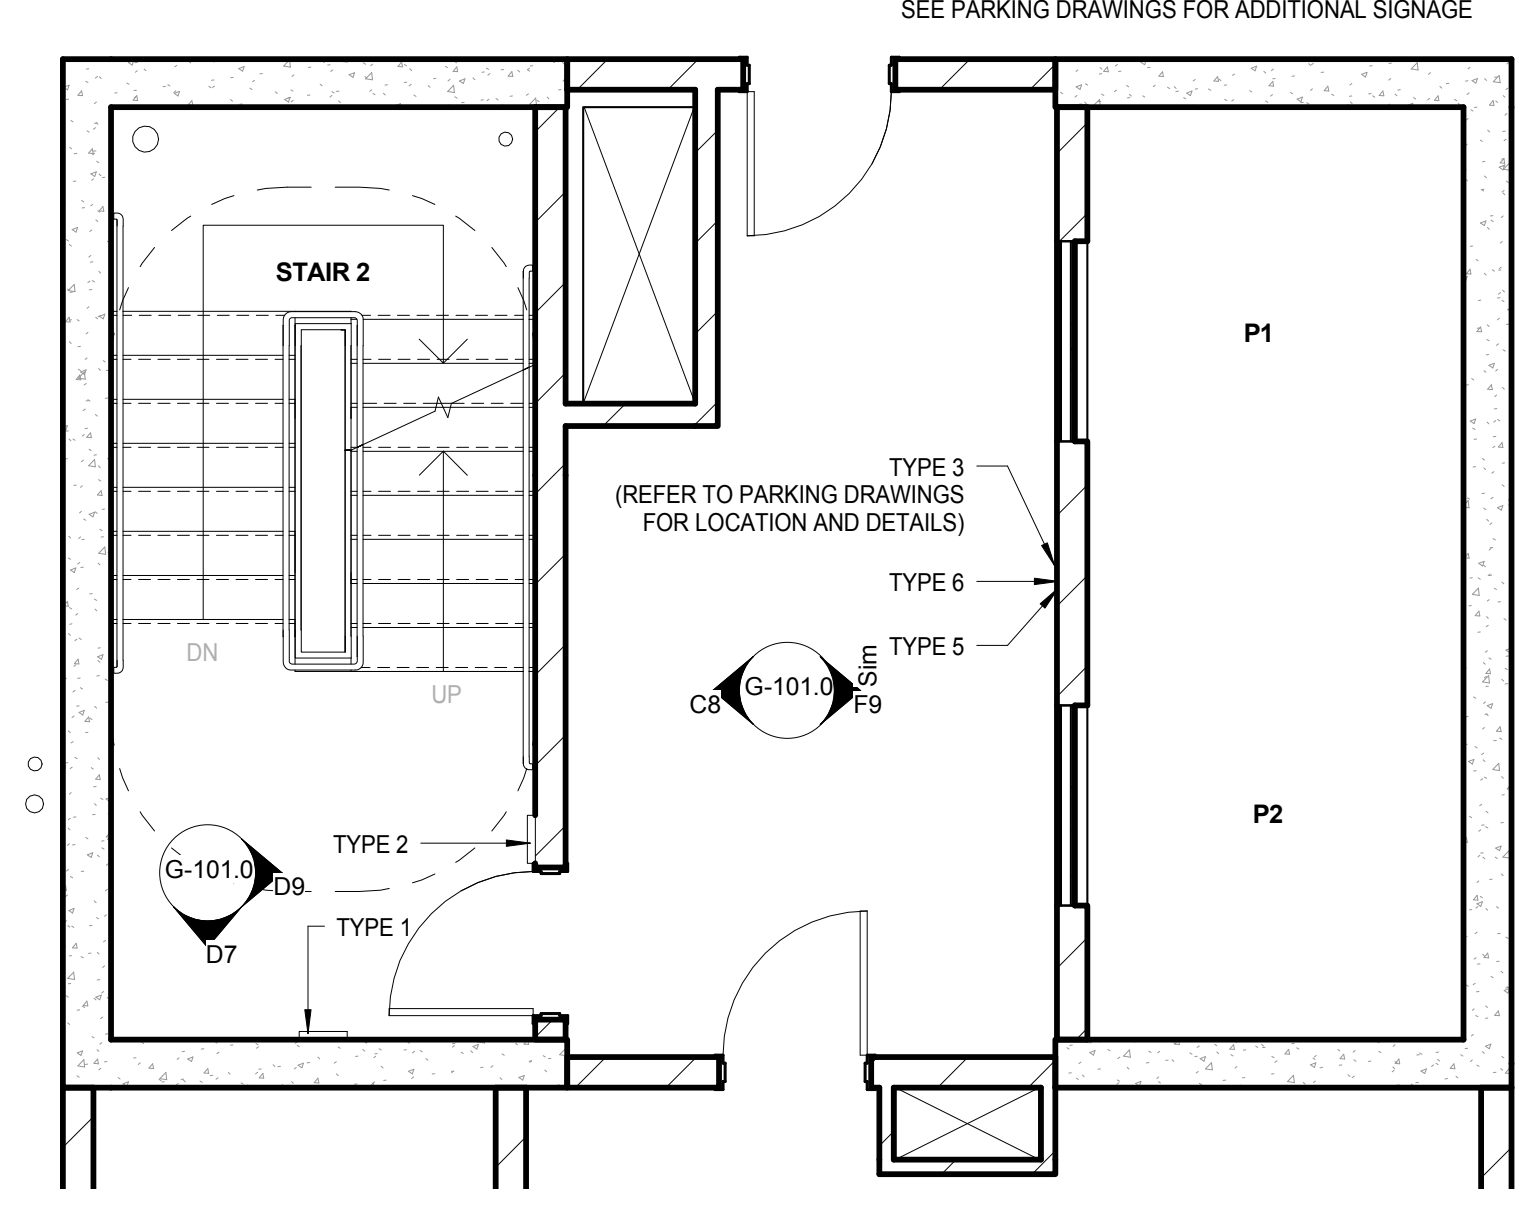 SEE PARKING DRAWINGS FOR ADDITIONAL SIGNAGE
STAIR 2
P1
TYPE 3
(REFER TO PARKING DRAWINGS
FOR LOCATION AND DETAILS)
TYPE 6
TYPE 5
DN
UP
Sim
G-101.0
C8
F9
P2
TYPE 2
G-101.0
D9
TYPE 1
D7